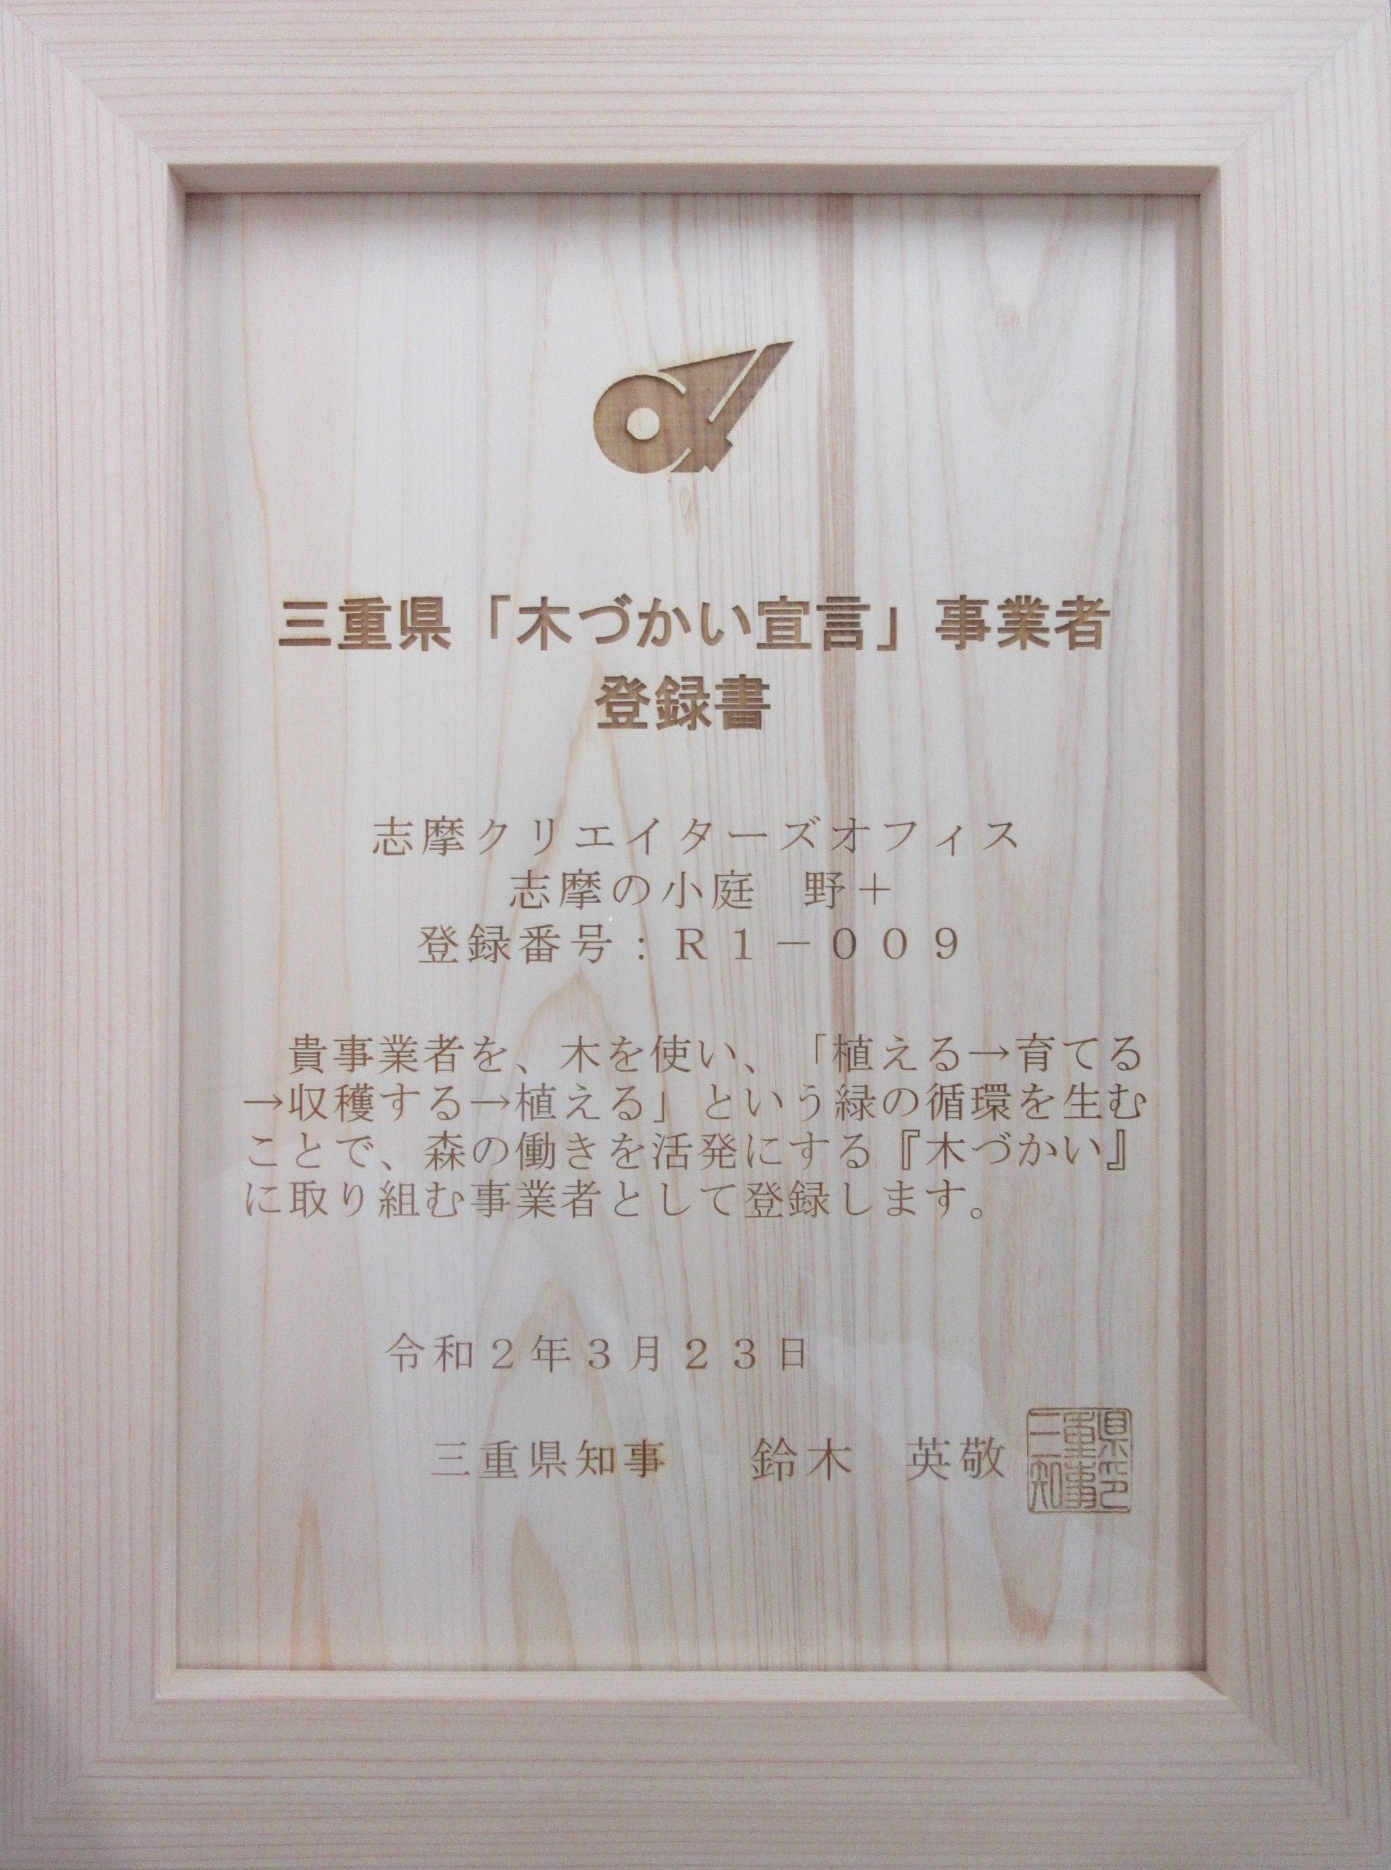 三重県「木づかい宣言」事業者
登録書
志摩クリエイターズオフィス
志摩の小庭　野＋
登録番号：Ｒ１－００９
貴事業者を、木を使い、「植える→育てる
→収穫する→植える」という緑の循環を生む
ことで、森の働きを活発にする『木づかい』
に取り組む事業者として登録します。
令和２年３月２３日
三重県知事　鈴木　英敬
三重県知事印